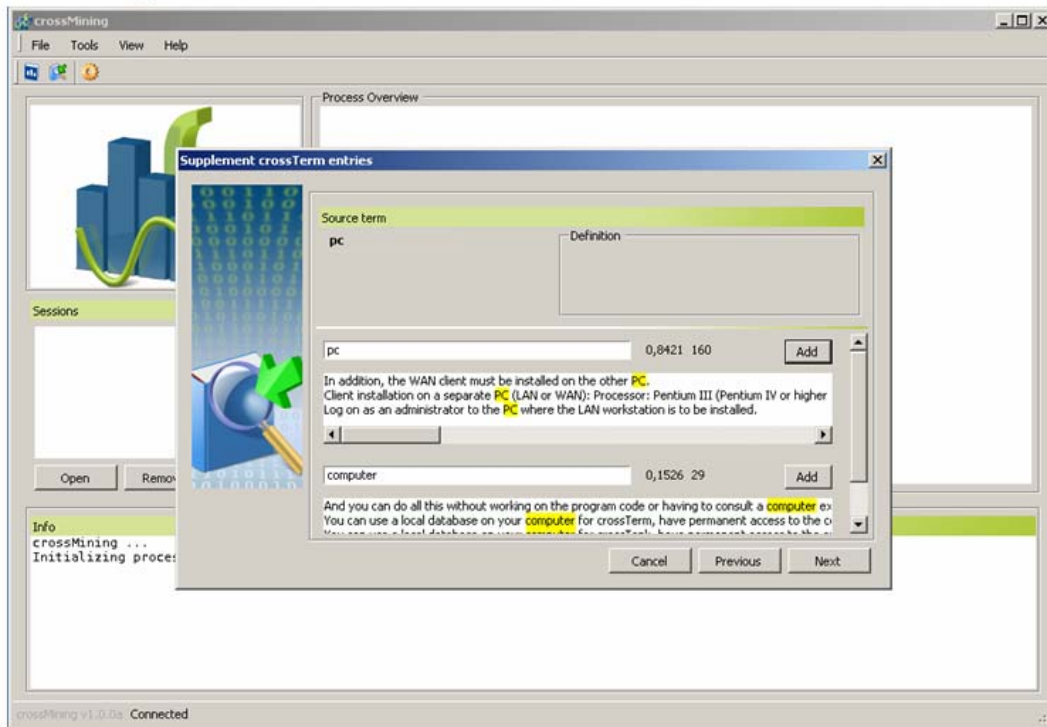 crossMining
File Tools View Help
Process Overview
Supplement crossTerm entries
Source term
pc
Definition
Sessions
pc
0,8421 160
Add
In addition, the WAN client must be installed on the other PC.
Client installation on a separate PC (LAN or WAN): Processor: Pentium III (Pentium IV or higher
Log on as an administrator to the PC where the LAN workstation is to be installed.
Open
Remov
computer
0,1526 29
Add
And you can do all this without working on the program code or having to consult a computer ex
You can use a local database on your computer for crossTerm, have permanent access to the
Info
crossMining ...
Initializing proces
Cancel
Previous
Next
crossMining v1.0.0a Connected